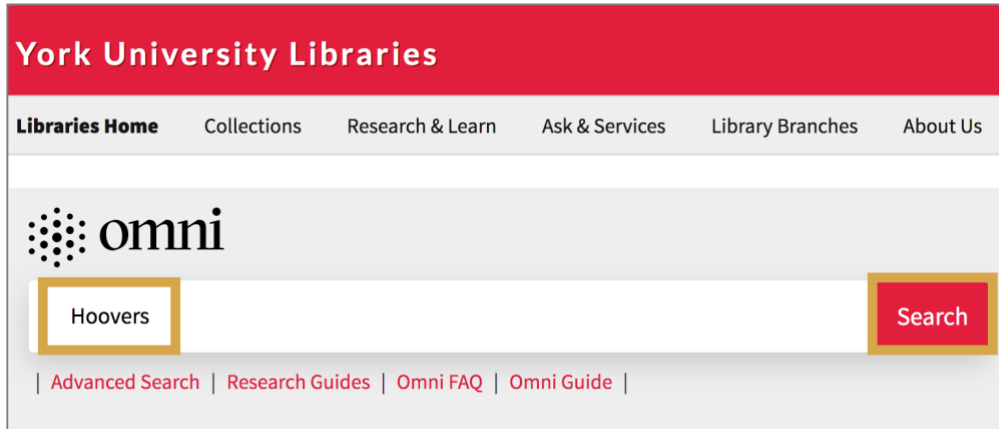 York University Libraries
Libraries Home Collections Research & Learn Ask & Services Library Branches About Us
omni
Hoovers Search
| Advanced Search | Research Guides | Omni FAQ | Omni Guide |